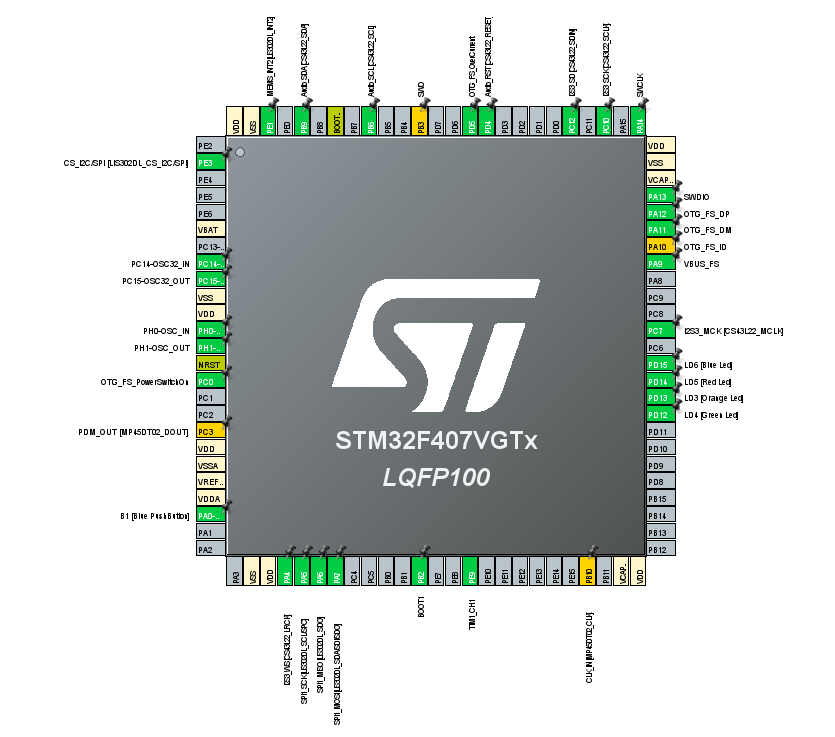 MEMS_INT2 [LIS302DL_INT2]
Audio_SDA [CS43L22_SDA]
Audio_SCL [CS43L22_SCL]
SWO
OTG_FS_OverCurrent
Audio_RST [CS43L22_RESET]
I2S3_SD [CS43L22_SDIN]
I2S3_SCK [CS43L22_SCLK]
SWCLK
VDD
VSS
PE1
PE0
PB9
PB8
BOOT..
PB7
PB6
PB5
PB4
PB3
PD7
PD6
PD5
PD4
PD3
PD2
PD1
PD0
PC12
PC11
PC10
PA15
PA14
PE2
CS_I2C/SPI [LIS302DL_CS_I2C/SPI] PE3
PE4
PE5
PE6
VBAT
PC13-..
PC14-OSC32_IN PC14-..
PC15-OSC32_OUT PC15-..
VSS
VDD
PH0-OSC_IN PH0-..
PH1-OSC_OUT PH1-..
NRST
OTG_FS_PowerSwitchOn PC0
PC1
PC2
PDM_OUT [MP45DT02_DOUT] PC3
VDD
VSSA
VREF..
VDDA
B1 [Blue PushButton] PA0-..
PA1
PA2
STM32F407VGTx
LQFP100
VDD
VSS
VCAP..
PA13 SWDIO
PA12 OTG_FS_DP
PA11 OTG_FS_DM
PA10 OTG_FS_ID
PA9 VBUS_FS
PA8
PC9
PC8
PC7 I2S3_MCK [CS43L22_MCLK]
PC6
PD15 LD6 [Blue Led]
PD14 LD5 [Red Led]
PD13 LD3 [Orange Led]
PD12 LD4 [Green Led]
PD11
PD10
PD9
PD8
PB15
PB14
PB13
PB12
PA3
VSS
VDD
PA4
PA5
PA6
PA7
PC4
PC5
PB0
PB1
PB2
PE7
PE8
PE9
PE10
PE11
PE12
PE13
PE14
PE15
PB10
PB11
VCAP..
VDD
I2S3_WS [CS43L22_LRCK]
SPI1_SCK [LIS302DL_SCL/SPC]
SPI1_MISO [LIS302DL_SDO]
SPI1_MOSI [LIS302DL_SDA/SDI/SDO]
BOOT1
TIM1_CH1
CLK_IN [MP45DT02_CLK]